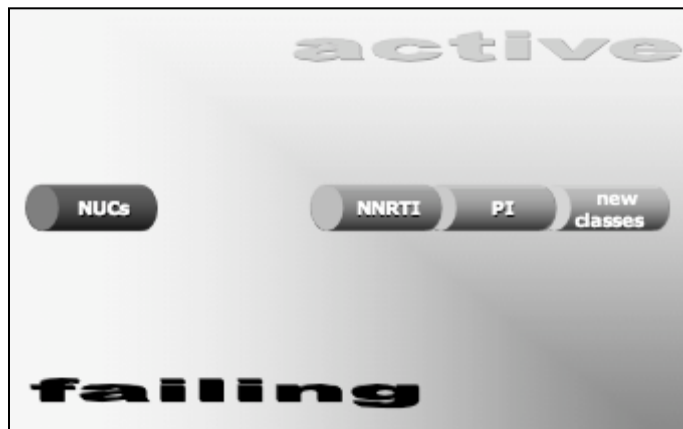 active
NUCs
NNRTI
PI
new
classes
failing